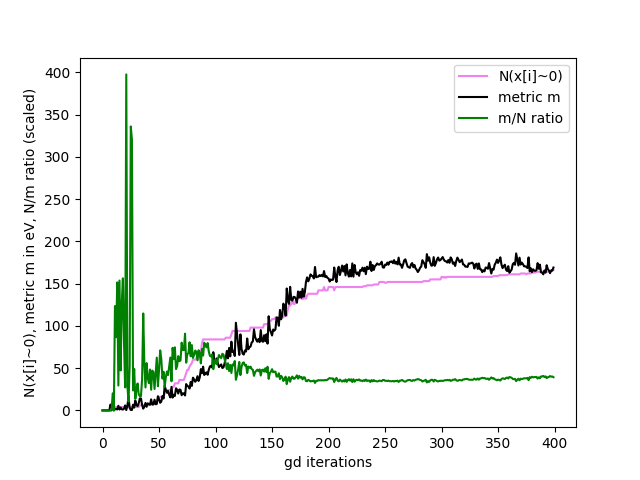 N(x[i]~0)
metric m
m/N ratio
N(x[i]~0), metric m in eV, N/m ratio (scaled)
400
350
300
250
200
150
100
50
0
0 50 100 150 200 250 300 350 400
gd iterations